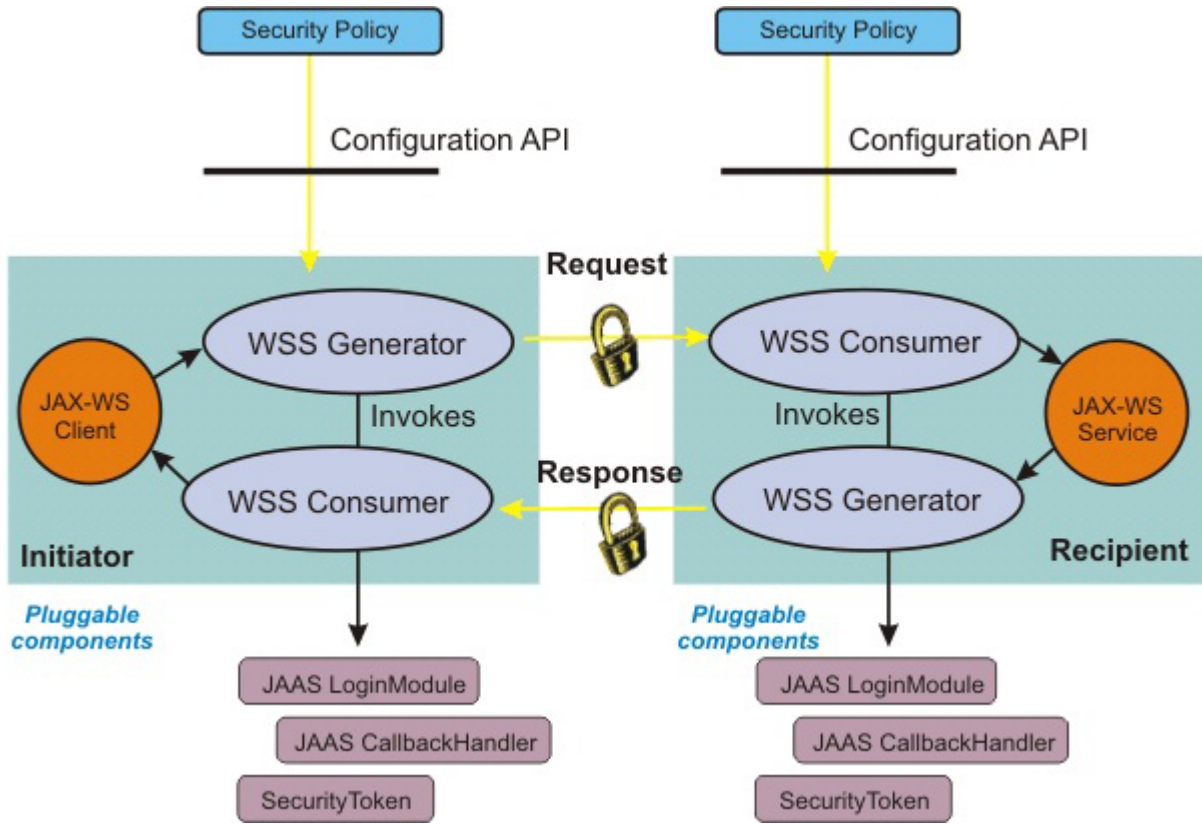 Security Policy
Security Policy
Configuration API
Configuration API
Request
WSS Generator
WSS Consumer
JAX-WS
Client
Invokes
Invokes
JAX-WS
Service
Response
WSS Consumer
WSS Generator
Initiator
Recipient
Pluggable
components
Pluggable
components
JAAS LoginModule
JAAS LoginModule
JAAS CallbackHandler
JAAS CallbackHandler
SecurityToken
SecurityToken